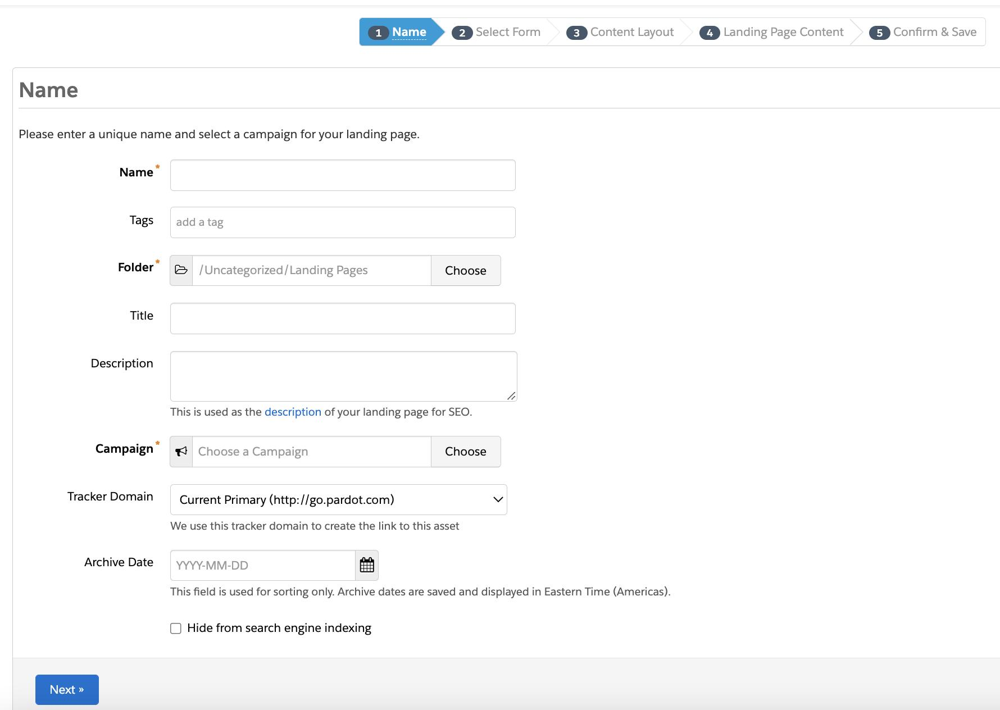 1 Name 2 Select Form 3 Content Layout 4 Landing Page Content 5 Confirm & Save
Name
Please enter a unique name and select a campaign for your landing page.
Name *
Tags add a tag
Folder * /Uncategorized/Landing Pages Choose
Title
Description
This is used as the description of your landing page for SEO.
Campaign * Choose a Campaign Choose
Tracker Domain Current Primary (http://go.pardot.com)
We use this tracker domain to create the link to this asset
Archive Date YYYY-MM-DD
This field is used for sorting only. Archive dates are saved and displayed in Eastern Time (Americas).
Hide from search engine indexing
Next »